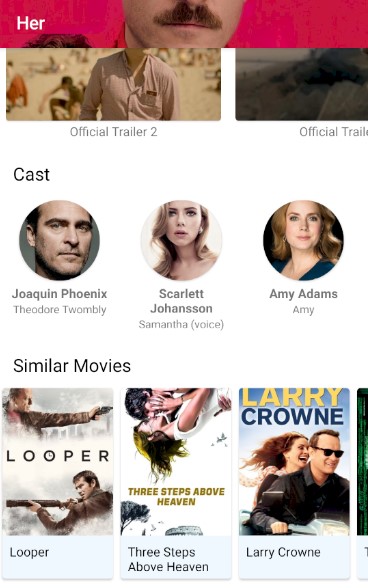 Her
Official Trailer 2
Official Traile
Cast
Joaquin Phoenix
Theodore Twombly
Scarlett
Johansson
Samantha (voice)
Amy Adams
Amy
Similar Movies
LOOPER
THREE STEPS ABOVE
HEAVEN
LARRY
CROWNE
Looper
Three Steps
Above Heaven
Larry Crowne
T